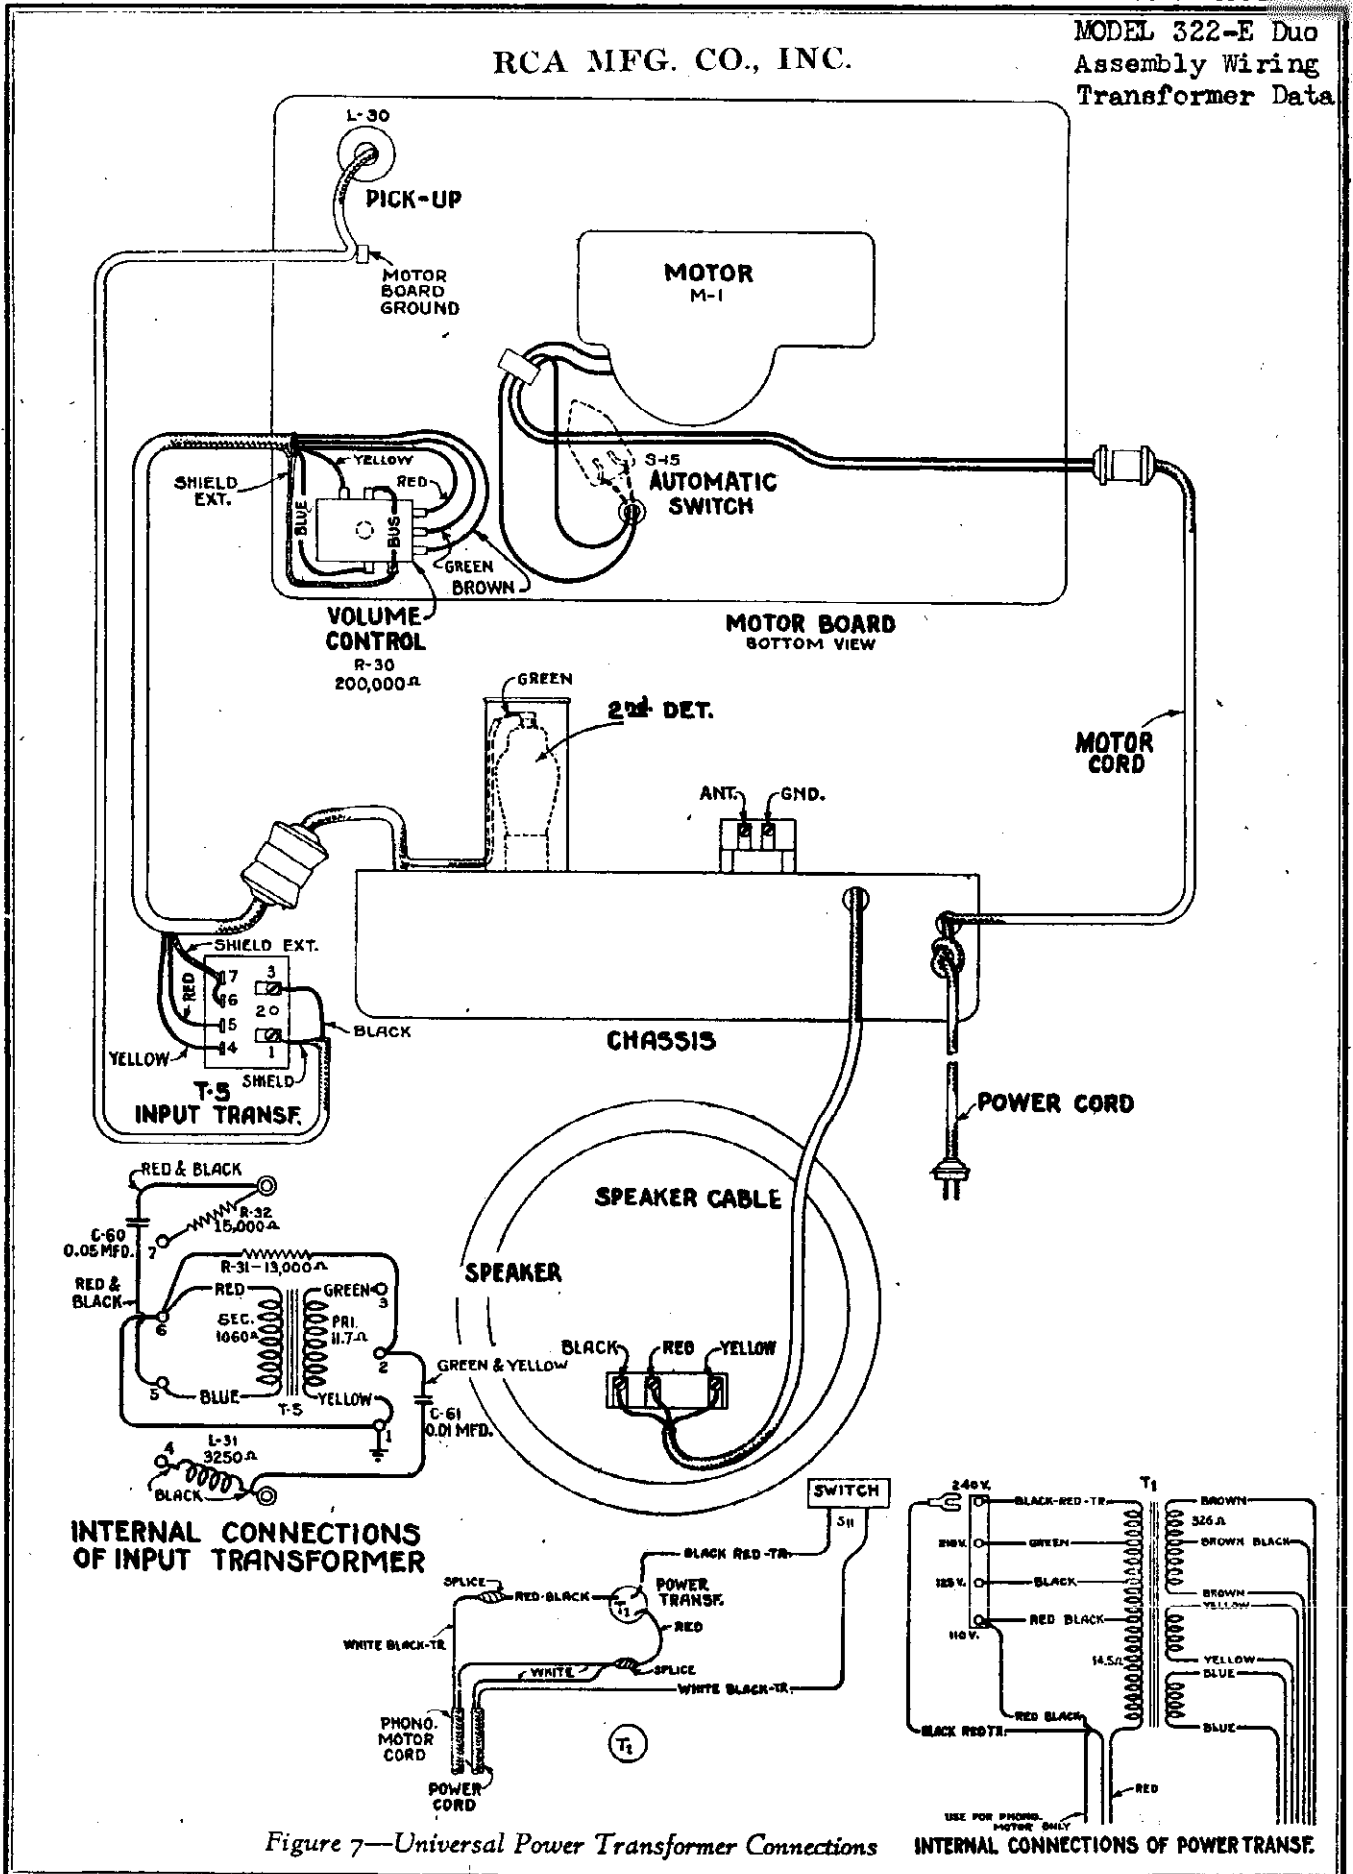 MODEL 322-E Duo
Assembly Wiring
Transformer Data
RCA MFG. CO., INC.
L-30
PICK-UP
MOTOR
BOARD
GROUND
MOTOR
M-1
S-15
AUTOMATIC
SWITCH
SHIELD
EXT.
YELLOW
RED
BLUE
BUS
GREEN
BROWN
VOLUME
CONTROL
R-30
200,000Ω
MOTOR BOARD
BOTTOM VIEW
GREEN
2nd DET.
MOTOR
CORD
ANT.
GND.
SHIELD EXT.
RED
7
6
5
4
3
2
1
YELLOW
BLACK
SHIELD
T-5
INPUT TRANSF.
CHASSIS
POWER CORD
RED & BLACK
R-32
15,000Ω
C-60
0.05 MFD.
7
R-31-13,000Ω
RED &
BLACK
RED
GREEN
3
6
SEC.
1060Ω
PRI.
11.7Ω
2
GREEN & YELLOW
5
BLUE
T-5
YELLOW
C-61
0.01 MFD.
1
L-31
3250Ω
4
BLACK
INTERNAL CONNECTIONS
OF INPUT TRANSFORMER
SPEAKER CABLE
SPEAKER
BLACK
RED
YELLOW
SWITCH
S11
BLACK RED-TR.
SPLICE
RED-BLACK
T1
POWER
TRANSF.
RED
WHITE BLACK-TR
WHITE
SPLICE
WHITE BLACK-TR.
PHONO.
MOTOR
CORD
POWER
CORD
T1
240 V.
BLACK-RED-TR
T1
BROWN
326Ω
210 V.
GREEN
BROWN BLACK
125 V.
BLACK
BROWN
YELLOW
RED BLACK
110 V.
14.5Ω
YELLOW
BLUE
RED BLACK
BLACK RED TR.
BLUE
RED
USE FOR PHONO.
MOTOR ONLY
Figure 7—Universal Power Transformer Connections
INTERNAL CONNECTIONS OF POWER TRANSF.